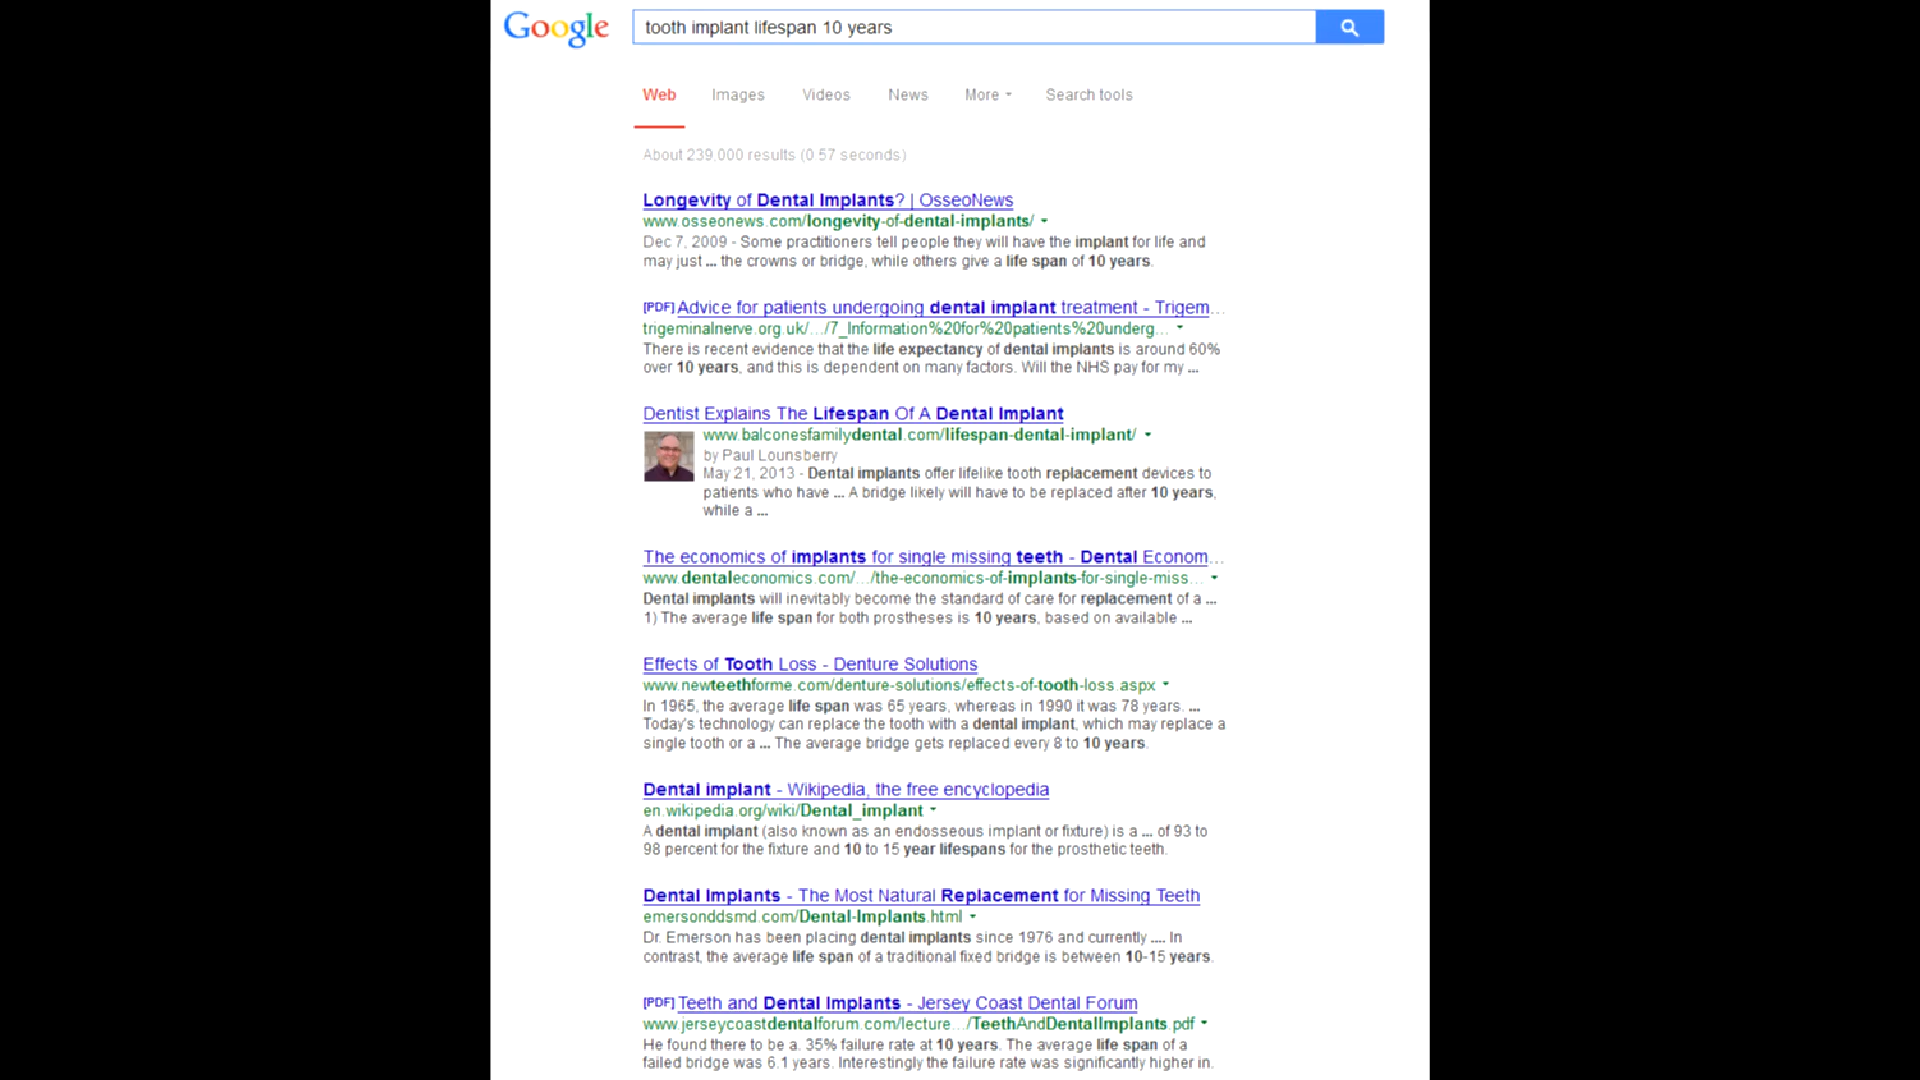 Google
tooth implant lifespan 10 years
Web Images Videos News More Search tools
About 239,000 results (0.57 seconds)
Longevity of Dental Implants? | OsseoNews
www.osseonews.com/longevity-of-dental-implants/
Dec 7, 2009 - Some practitioners tell people they will have the implant for life and
may just ... the crowns or bridge, while others give a life span of 10 years.
[PDF] Advice for patients undergoing dental implant treatment - Trigem...
trigeminalnerve.org.uk/.../7_Information%20for%20patients%20underg...
There is recent evidence that the life expectancy of dental implants is around 60%
over 10 years, and this is dependent on many factors. Will the NHS pay for my ...
Dentist Explains The Lifespan Of A Dental Implant
www.balconesfamilydental.com/lifespan-dental-implant/
by Paul Lounsberry
May 21, 2013 - Dental implants offer lifelike tooth replacement devices to
patients who have ... A bridge likely will have to be replaced after 10 years,
while a ...
The economics of implants for single missing teeth - Dental Econom...
www.dentaleconomics.com/.../the-economics-of-implants-for-single-miss...
Dental implants will inevitably become the standard of care for replacement of a ...
1) The average life span for both prostheses is 10 years, based on available ...
Effects of Tooth Loss - Denture Solutions
www.newteethforme.com/denture-solutions/effects-of-tooth-loss.aspx
In 1965, the average life span was 65 years, whereas in 1990 it was 78 years. ...
Today's technology can replace the tooth with a dental implant, which may replace a
single tooth or a ... The average bridge gets replaced every 8 to 10 years.
Dental implant - Wikipedia, the free encyclopedia
en.wikipedia.org/wiki/Dental_implant
A dental implant (also known as an endosseous implant or fixture) is a ... of 93 to
98 percent for the fixture and 10 to 15 year lifespans for the prosthetic teeth.
Dental Implants - The Most Natural Replacement for Missing Teeth
emersonddsmd.com/Dental-Implants.html
Dr. Emerson has been placing dental implants since 1976 and currently .... In
contrast, the average life span of a traditional fixed bridge is between 10-15 years.
[PDF] Teeth and Dental Implants - Jersey Coast Dental Forum
www.jerseycoastdentalforum.com/lecture.../TeethAndDentalImplants.pdf
He found there to be a. 35% failure rate at 10 years. The average life span of a
failed bridge was 6.1 years. Interestingly the failure rate was significantly higher in.